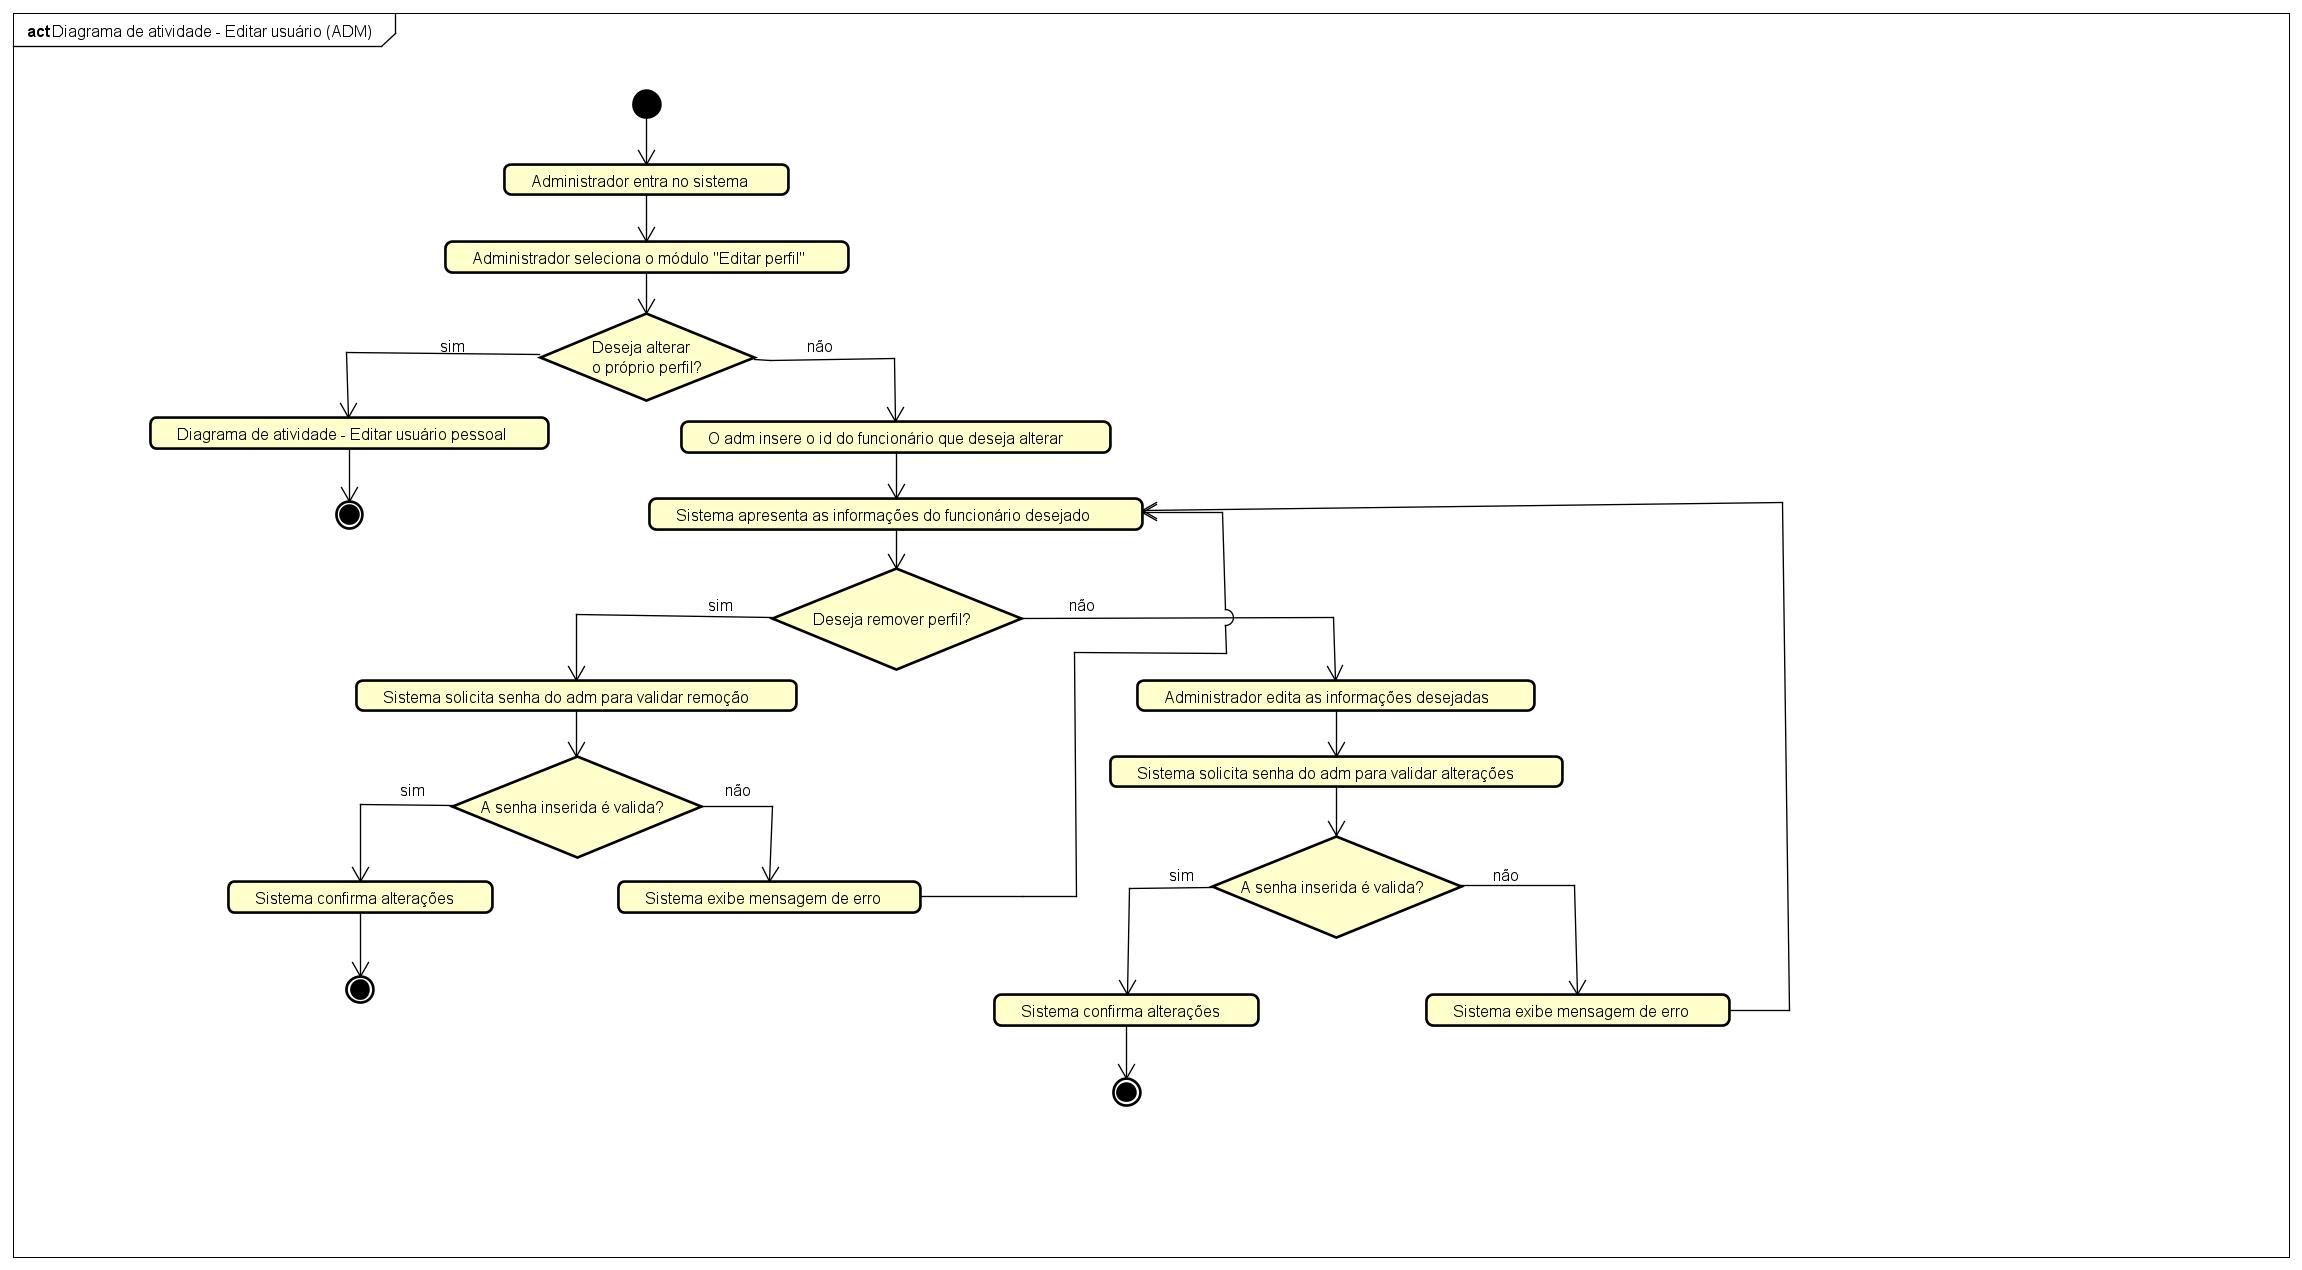 act Diagrama de atividade - Editar usuário (ADM)
Administrador entra no sistema
Administrador seleciona o módulo "Editar perfil"
Deseja alterar
o próprio perfil?
sim
não
Diagrama de atividade - Editar usuário pessoal
O adm insere o id do funcionário que deseja alterar
Sistema apresenta as informações do funcionário desejado
sim
não
Deseja remover perfil?
Sistema solicita senha do adm para validar remoção
Administrador edita as informações desejadas
Sistema solicita senha do adm para validar alterações
sim
não
A senha inserida é valida?
sim
não
A senha inserida é valida?
Sistema confirma alterações
Sistema exibe mensagem de erro
Sistema confirma alterações
Sistema exibe mensagem de erro